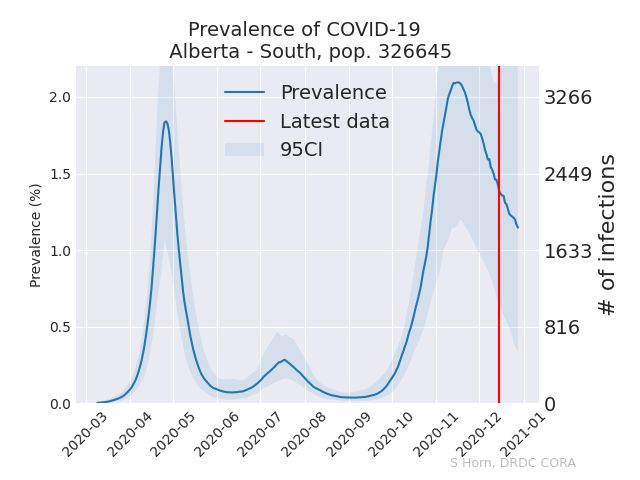 Prevalence of COVID-19
Alberta - South, pop. 326645
Prevalence
Latest data
95CI
Prevalence (%)
2.0
1.5
1.0
0.5
0.0
3266
2449
1633
816
0
# of infections
2020-03
2020-04
2020-05
2020-06
2020-07
2020-08
2020-09
2020-10
2020-11
2020-12
2021-01
S Horn, DRDC CORA